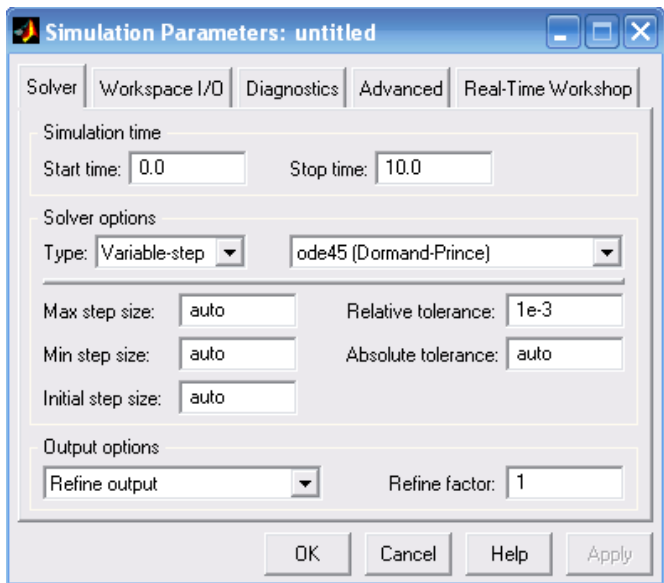 Simulation Parameters: untitled
Solver Workspace I/O Diagnostics Advanced Real-Time Workshop
Simulation time
Start time: 0.0 Stop time: 10.0
Solver options
Type: Variable-step ode45 (Dormand-Prince)
Max step size: auto Relative tolerance: 1e-3
Min step size: auto Absolute tolerance: auto
Initial step size: auto
Output options
Refine output Refine factor: 1
OK Cancel Help Apply